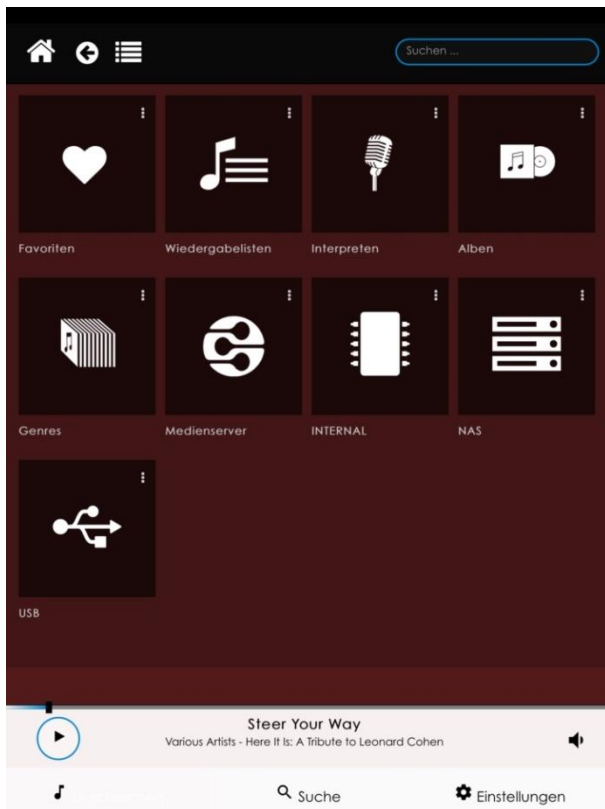 Suchen ...
Favoriten
Wiedergabelisten
Interpreten
Alben
Genres
Medienserver
INTERNAL
NAS
USB
Steer Your Way
Various Artists - Here It Is: A Tribute to Leonard Cohen
Suche
Einstellungen